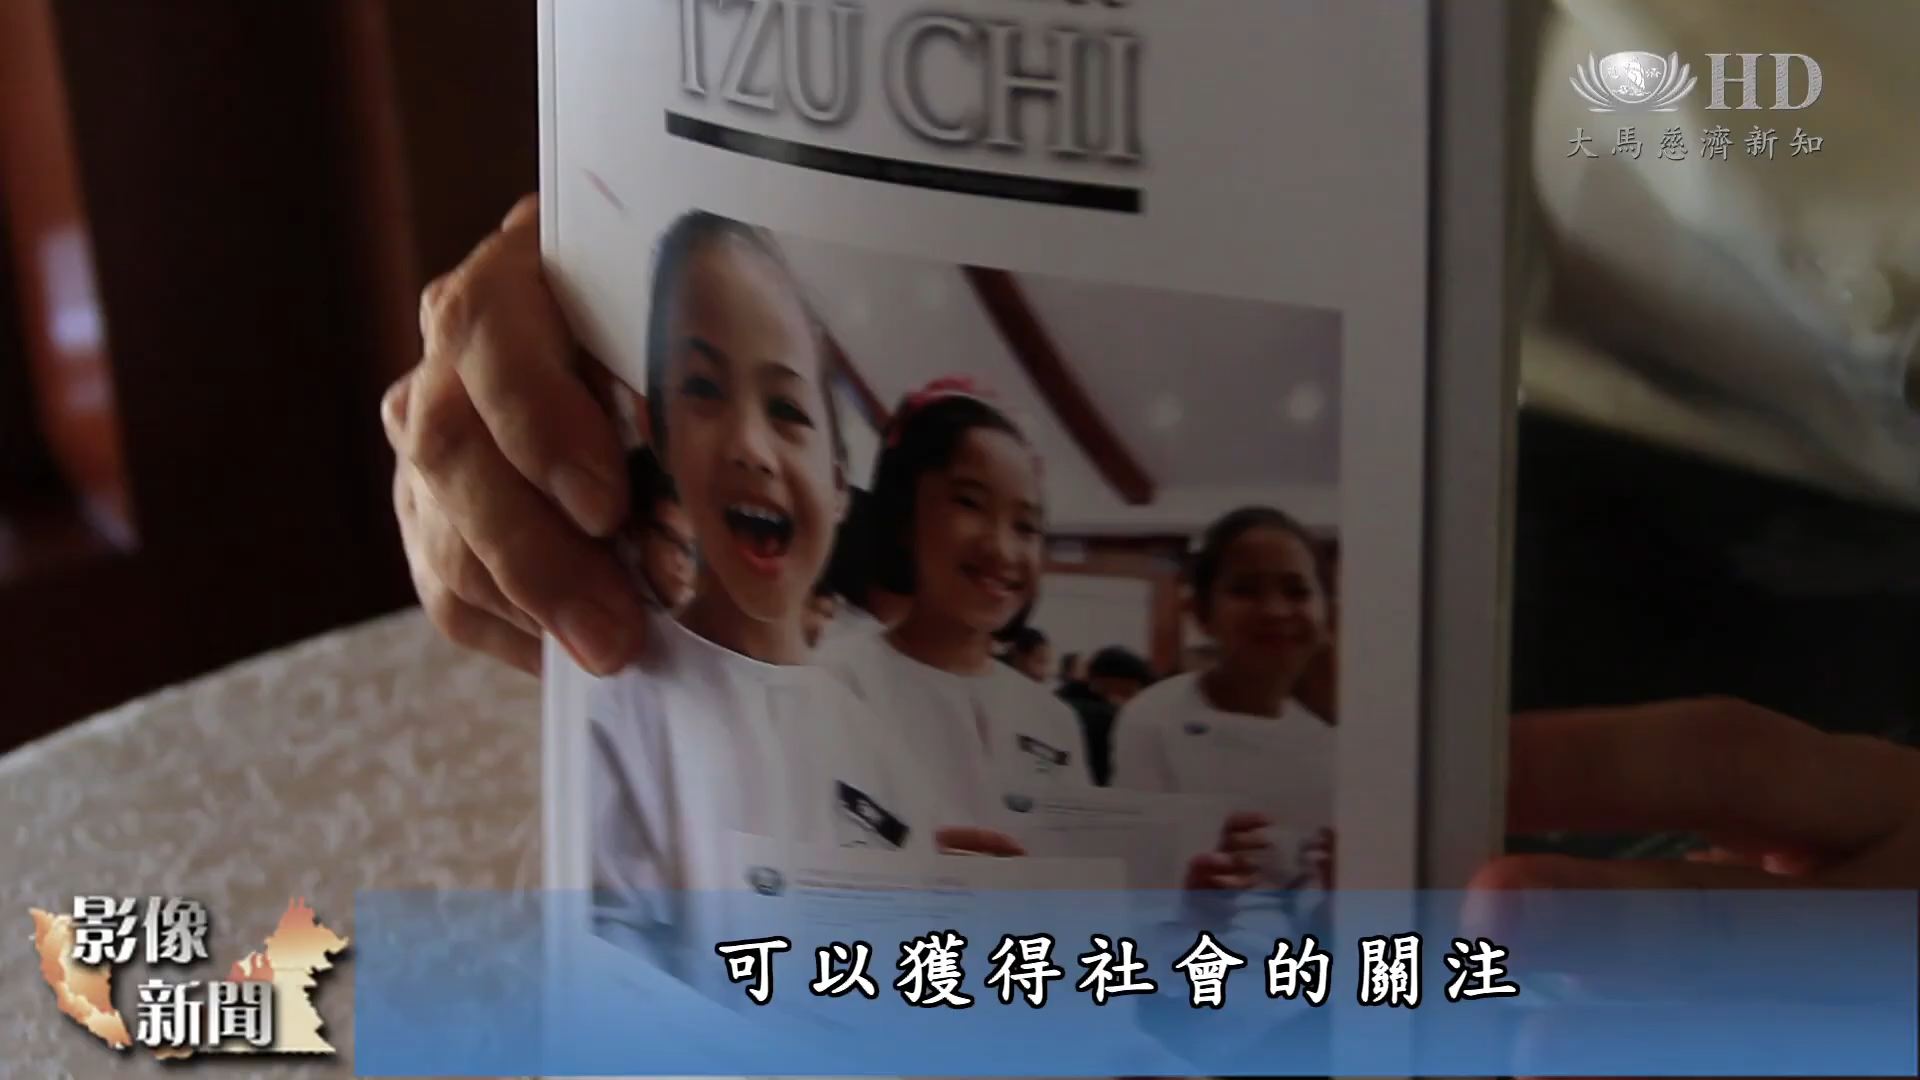 TZU CHI
HD
大馬慈濟新知
影像
新聞
可以獲得社會的關注